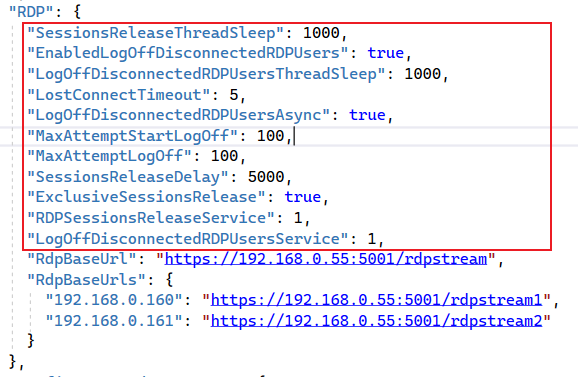 "RDP": {
"SessionsReleaseThreadSleep": 1000,
"EnabledLogOffDisconnectedRDPUsers": true,
"LogOffDisconnectedRDPUsersThreadSleep": 1000,
"LostConnectTimeout": 5,
"LogOffDisconnectedRDPUsersAsync": true,
"MaxAttemptStartLogOff": 100,
"MaxAttemptLogOff": 100,
"SessionsReleaseDelay": 5000,
"ExclusiveSessionsRelease": true,
"RDPSessionsReleaseService": 1,
"LogOffDisconnectedRDPUsersService": 1,
"RdpBaseUrl": "https://192.168.0.55:5001/rdpstream",
"RdpBaseUrls": {
"192.168.0.160": "https://192.168.0.55:5001/rdpstream1",
"192.168.0.161": "https://192.168.0.55:5001/rdpstream2"
}
},